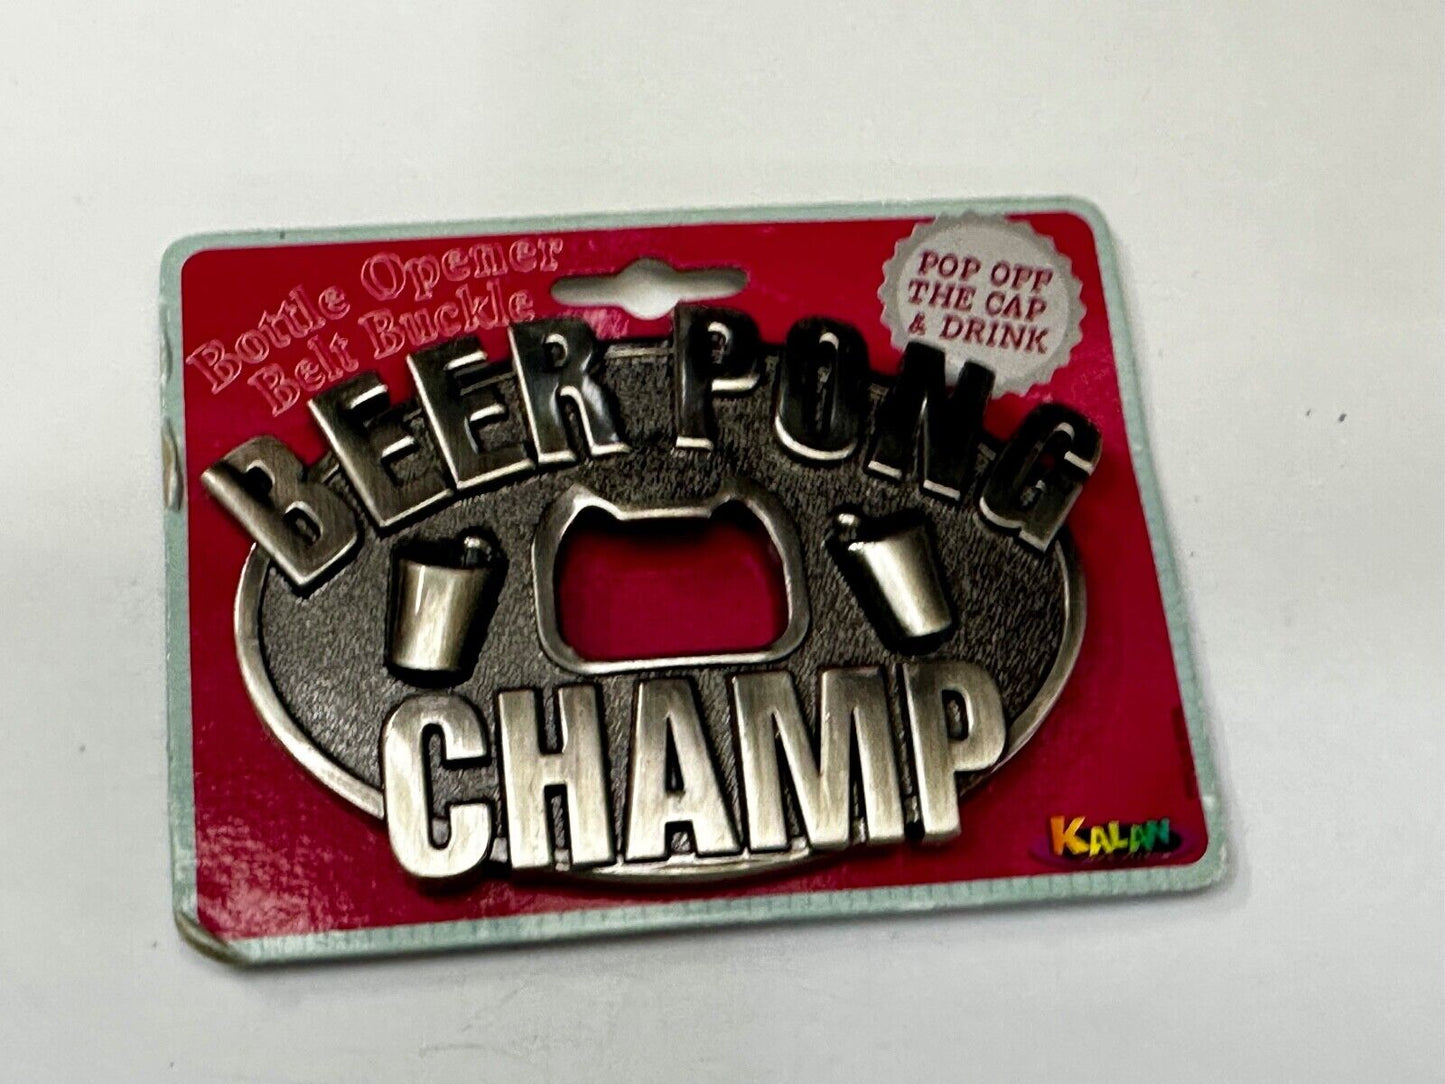 Bottle Opener
Belt Buckle
POP OFF
THE CAP
& DRINK
BEER PONG
CHAMP
KALAN